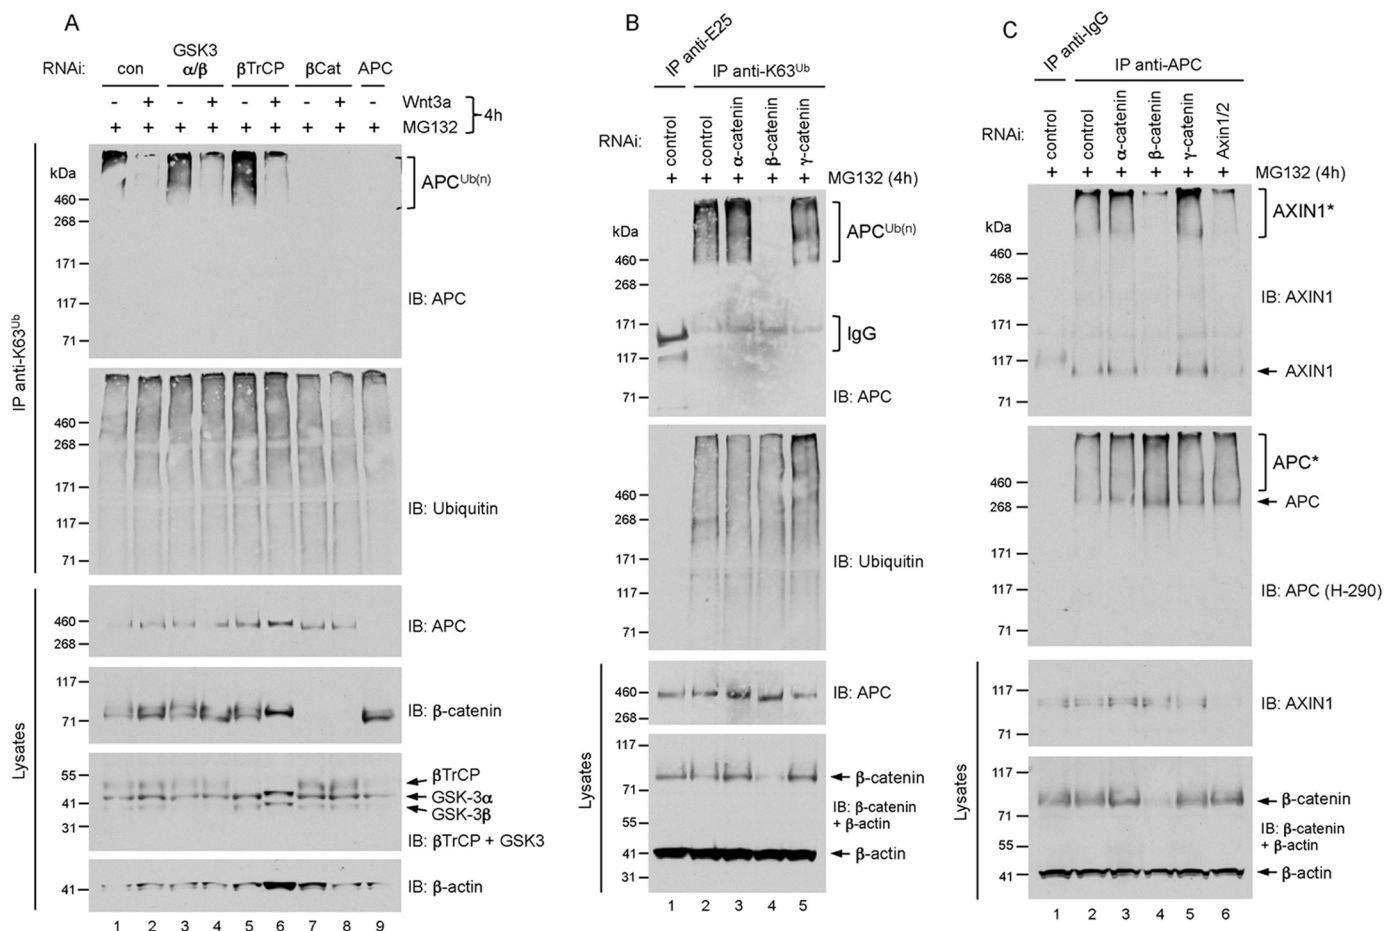 A
RNAi:
con
GSK3
α/β
βTrCP
βCat
APC
- + - + - + - + -
Wnt3a
+ + + + + + + + +
MG132
4h
IP anti-K63Ub
kDa
460
268
171
117
71
APCUb(n)
IB: APC
460
268
171
117
71
IB: Ubiquitin
Lysates
460
268
IB: APC
117
71
IB: β-catenin
55
41
31
βTrCP
GSK-3α
GSK-3β
IB: βTrCP + GSK3
41
IB: β-actin
1 2 3 4 5 6 7 8 9
B
IP anti-E25
IP anti-K63Ub
RNAi:
control
control
α-catenin
β-catenin
γ-catenin
+ + + + +
MG132 (4h)
kDa
460
268
171
117
71
APCUb(n)
IgG
IB: APC
460
268
171
117
71
IB: Ubiquitin
Lysates
460
268
IB: APC
117
71
55
41
31
β-catenin
IB: β-catenin
+ β-actin
β-actin
1 2 3 4 5
C
IP anti-IgG
IP anti-APC
RNAi:
control
control
α-catenin
β-catenin
γ-catenin
Axin1/2
+ + + + + +
MG132 (4h)
kDa
460
268
171
117
71
AXIN1*
IB: AXIN1
AXIN1
460
268
171
117
71
APC*
APC
IB: APC (H-290)
Lysates
117
71
IB: AXIN1
117
71
55
41
β-catenin
IB: β-catenin
+ β-actin
β-actin
1 2 3 4 5 6